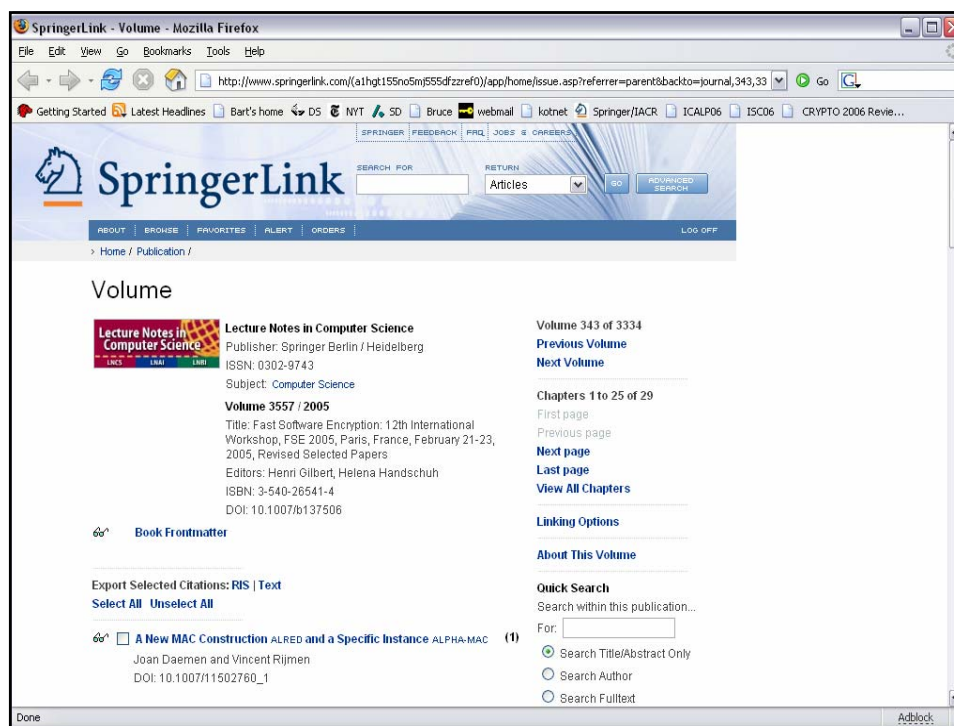 SpringerLink - Volume - Mozilla Firefox
File Edit View Go Bookmarks Tools Help
http://www.springerlink.com/(a1hgt155no5mj555dfzzref0)/app/home/issue.asp?referrer=parent&backto=journal,343,33 Go
Getting Started Latest Headlines Bart's home DS NYT SD Bruce webmail kotnet Springer/IACR ICALP06 ISC06 CRYPTO 2006 Revie...
SPRINGER FEEDBACK FAQ JOBS & CAREERS
SpringerLink
SEARCH FOR RETURN
Articles GO ADVANCED SEARCH
ABOUT BROWSE FAVORITES ALERT ORDERS LOG OFF
> Home / Publication /
Volume
Lecture Notes in
Computer Science
LNCS LNAI LNBI
Lecture Notes in Computer Science
Publisher: Springer Berlin / Heidelberg
ISSN: 0302-9743
Subject: Computer Science
Volume 3557 / 2005
Title: Fast Software Encryption: 12th International
Workshop, FSE 2005, Paris, France, February 21-23,
2005, Revised Selected Papers
Editors: Henri Gilbert, Helena Handschuh
ISBN: 3-540-26541-4
DOI: 10.1007/b137506
Book Frontmatter
Export Selected Citations: RIS | Text
Select All Unselect All
A New MAC Construction ALRED and a Specific Instance ALPHA-MAC (1)
Joan Daemen and Vincent Rijmen
DOI: 10.1007/11502760_1
Volume 343 of 3334
Previous Volume
Next Volume
Chapters 1 to 25 of 29
First page
Previous page
Next page
Last page
View All Chapters
Linking Options
About This Volume
Quick Search
Search within this publication...
For:
Search Title/Abstract Only
Search Author
Search Fulltext
Done Adblock